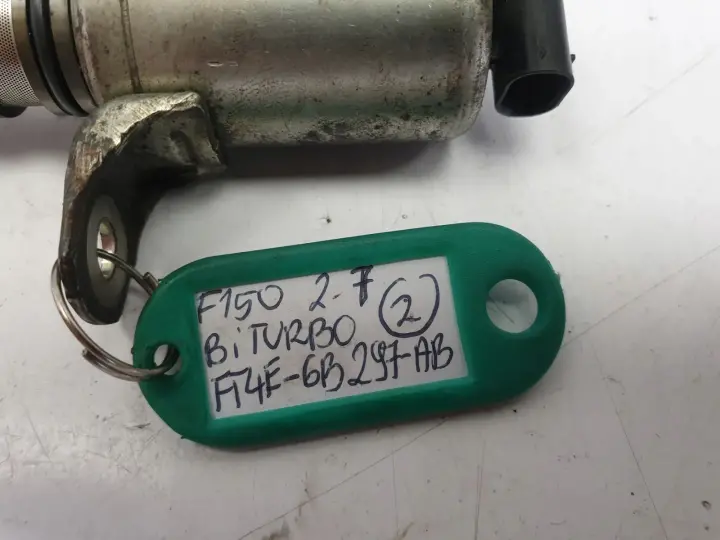 F150 2.7
BiTURBO (2)
FT4E-6B297-AB